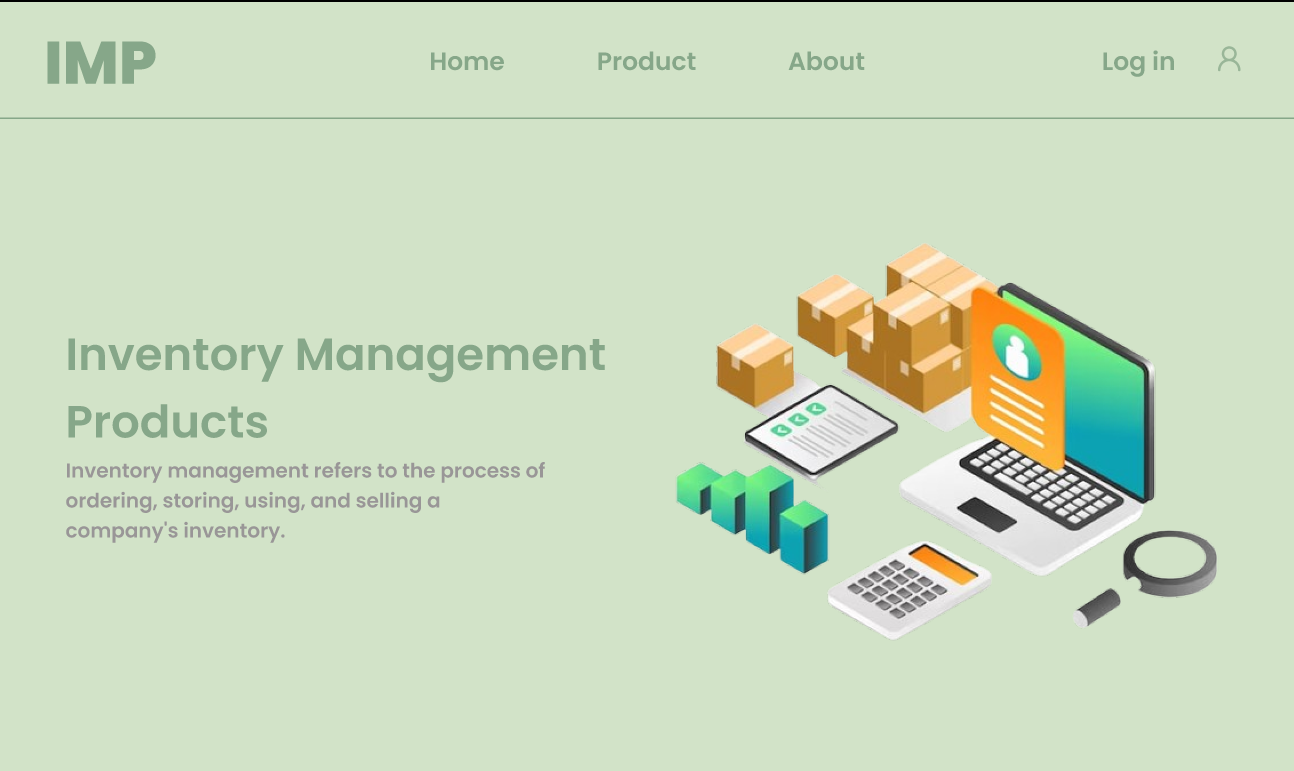 IMP
Home
Product
About
Log in
Inventory Management
Products
Inventory management refers to the process of
ordering, storing, using, and selling a
company's inventory.